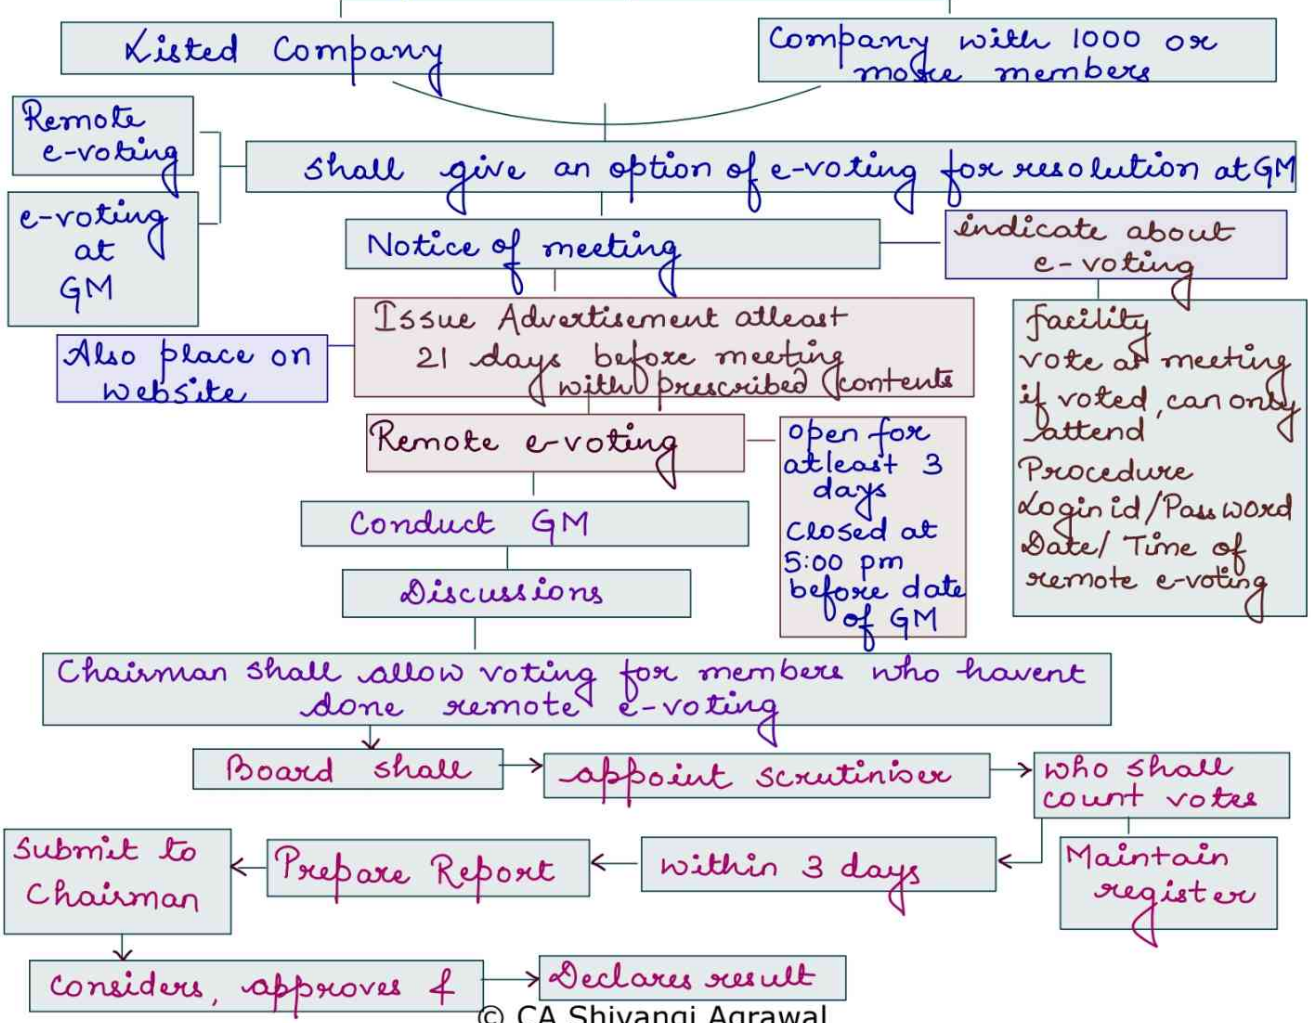 Listed Company
Company with 1000 or
more members
Remote
e-voting
shall give an option of e-voting for resolution at GM
e-voting
at
GM
Notice of meeting
indicate about
e-voting
Issue Advertisement atleast
21 days before meeting
with prescribed contents
Also place on
website
facility
vote at meeting
if voted, can only
attend
Procedure
Login id/Password
Date/ Time of
remote e-voting
Remote e-voting
open for
atleast 3
days
closed at
5:00 pm
before date
of GM
Conduct GM
Discussions
Chairman shall allow voting for members who havent
done remote e-voting
Board shall
appoint scrutiniser
who shall
count votes
Maintain
register
within 3 days
Prepare Report
Submit to
Chairman
considers, approves &
Declares result
© CA Shivangi Agrawal